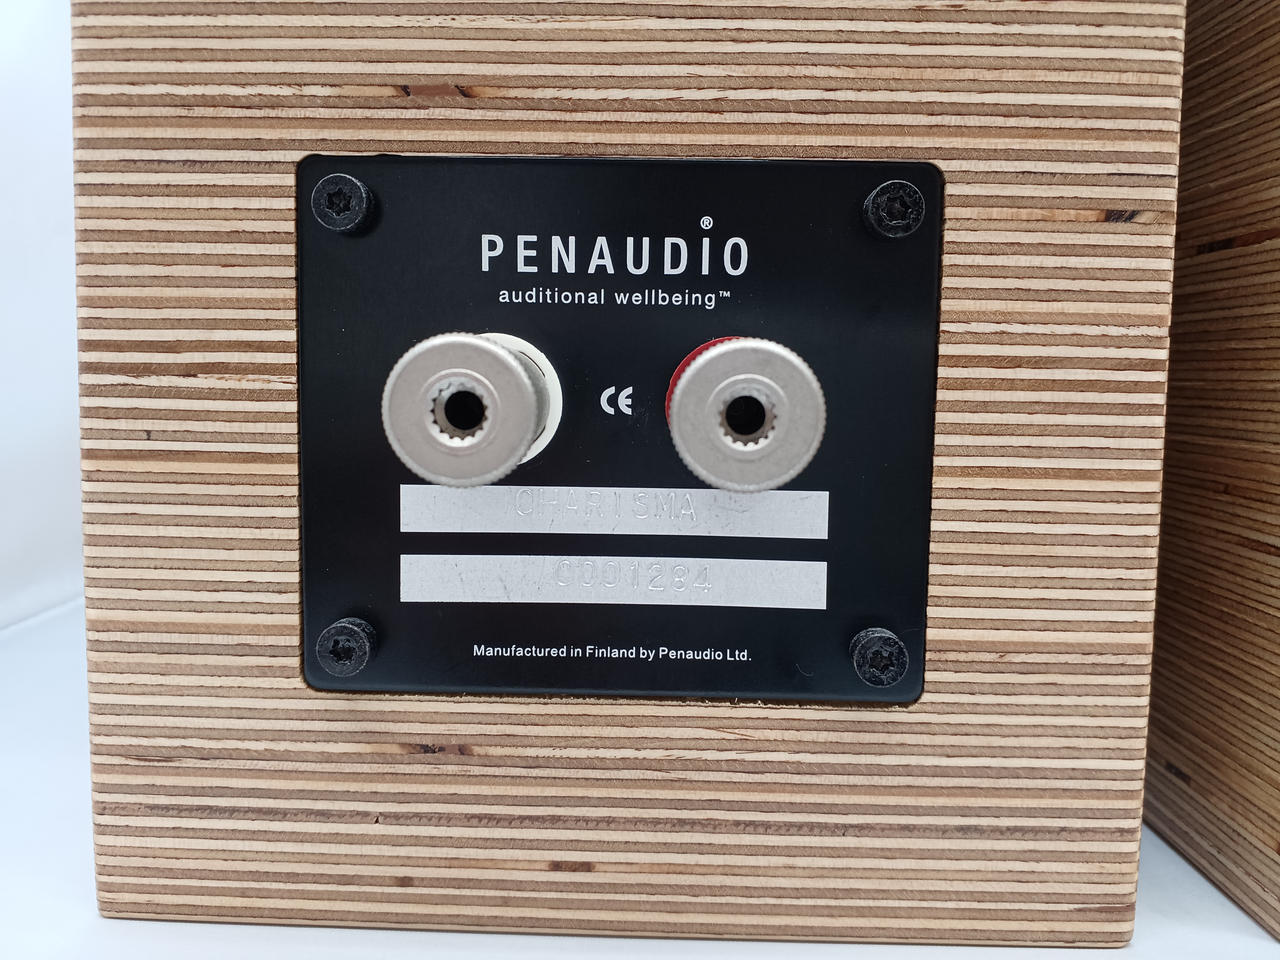 PENAUDIO®
auditional wellbeing™
CE
CHARISMA
C001284
Manufactured in Finland by Penaudio Ltd.